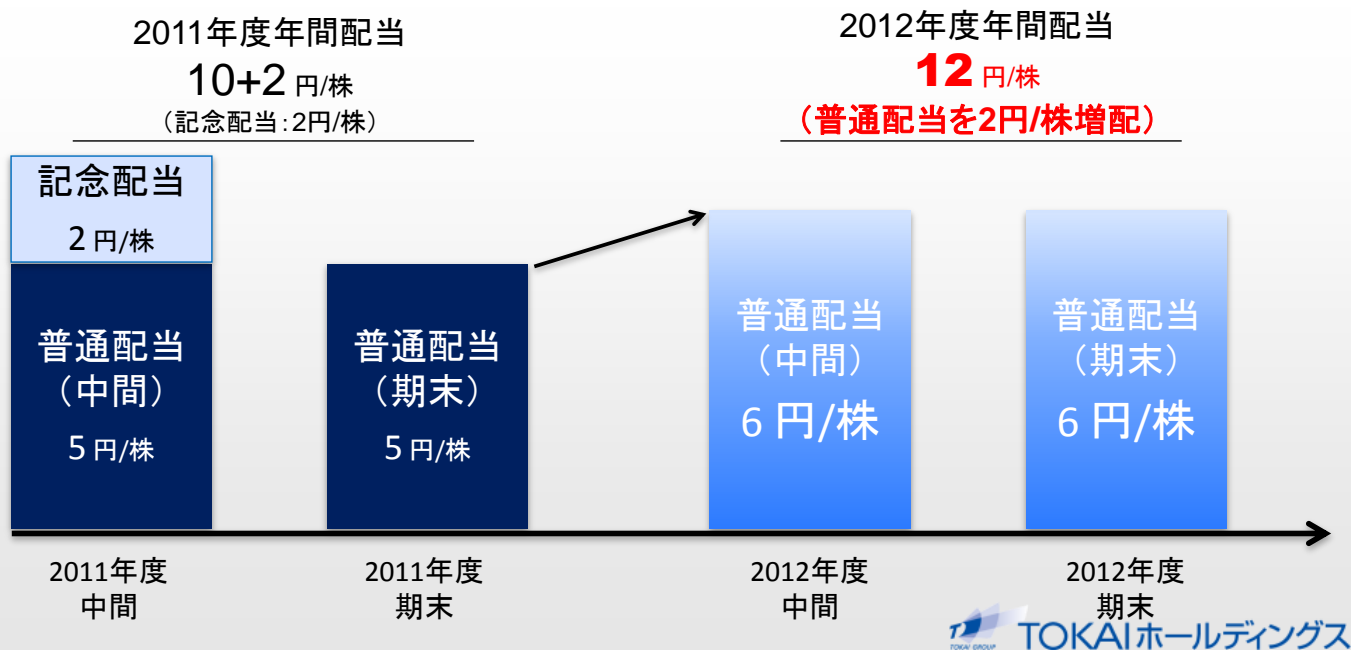 2011年度年間配当
10+2 円/株
（記念配当：2円/株）
2012年度年間配当
12 円/株
（普通配当を2円/株増配）
記念配当
2 円/株
普通配当
（中間）
5 円/株
普通配当
（期末）
5 円/株
普通配当
（中間）
6 円/株
普通配当
（期末）
6 円/株
2011年度
中間
2011年度
期末
2012年度
中間
2012年度
期末
TOKAI GROUP
TOKAIホールディングス